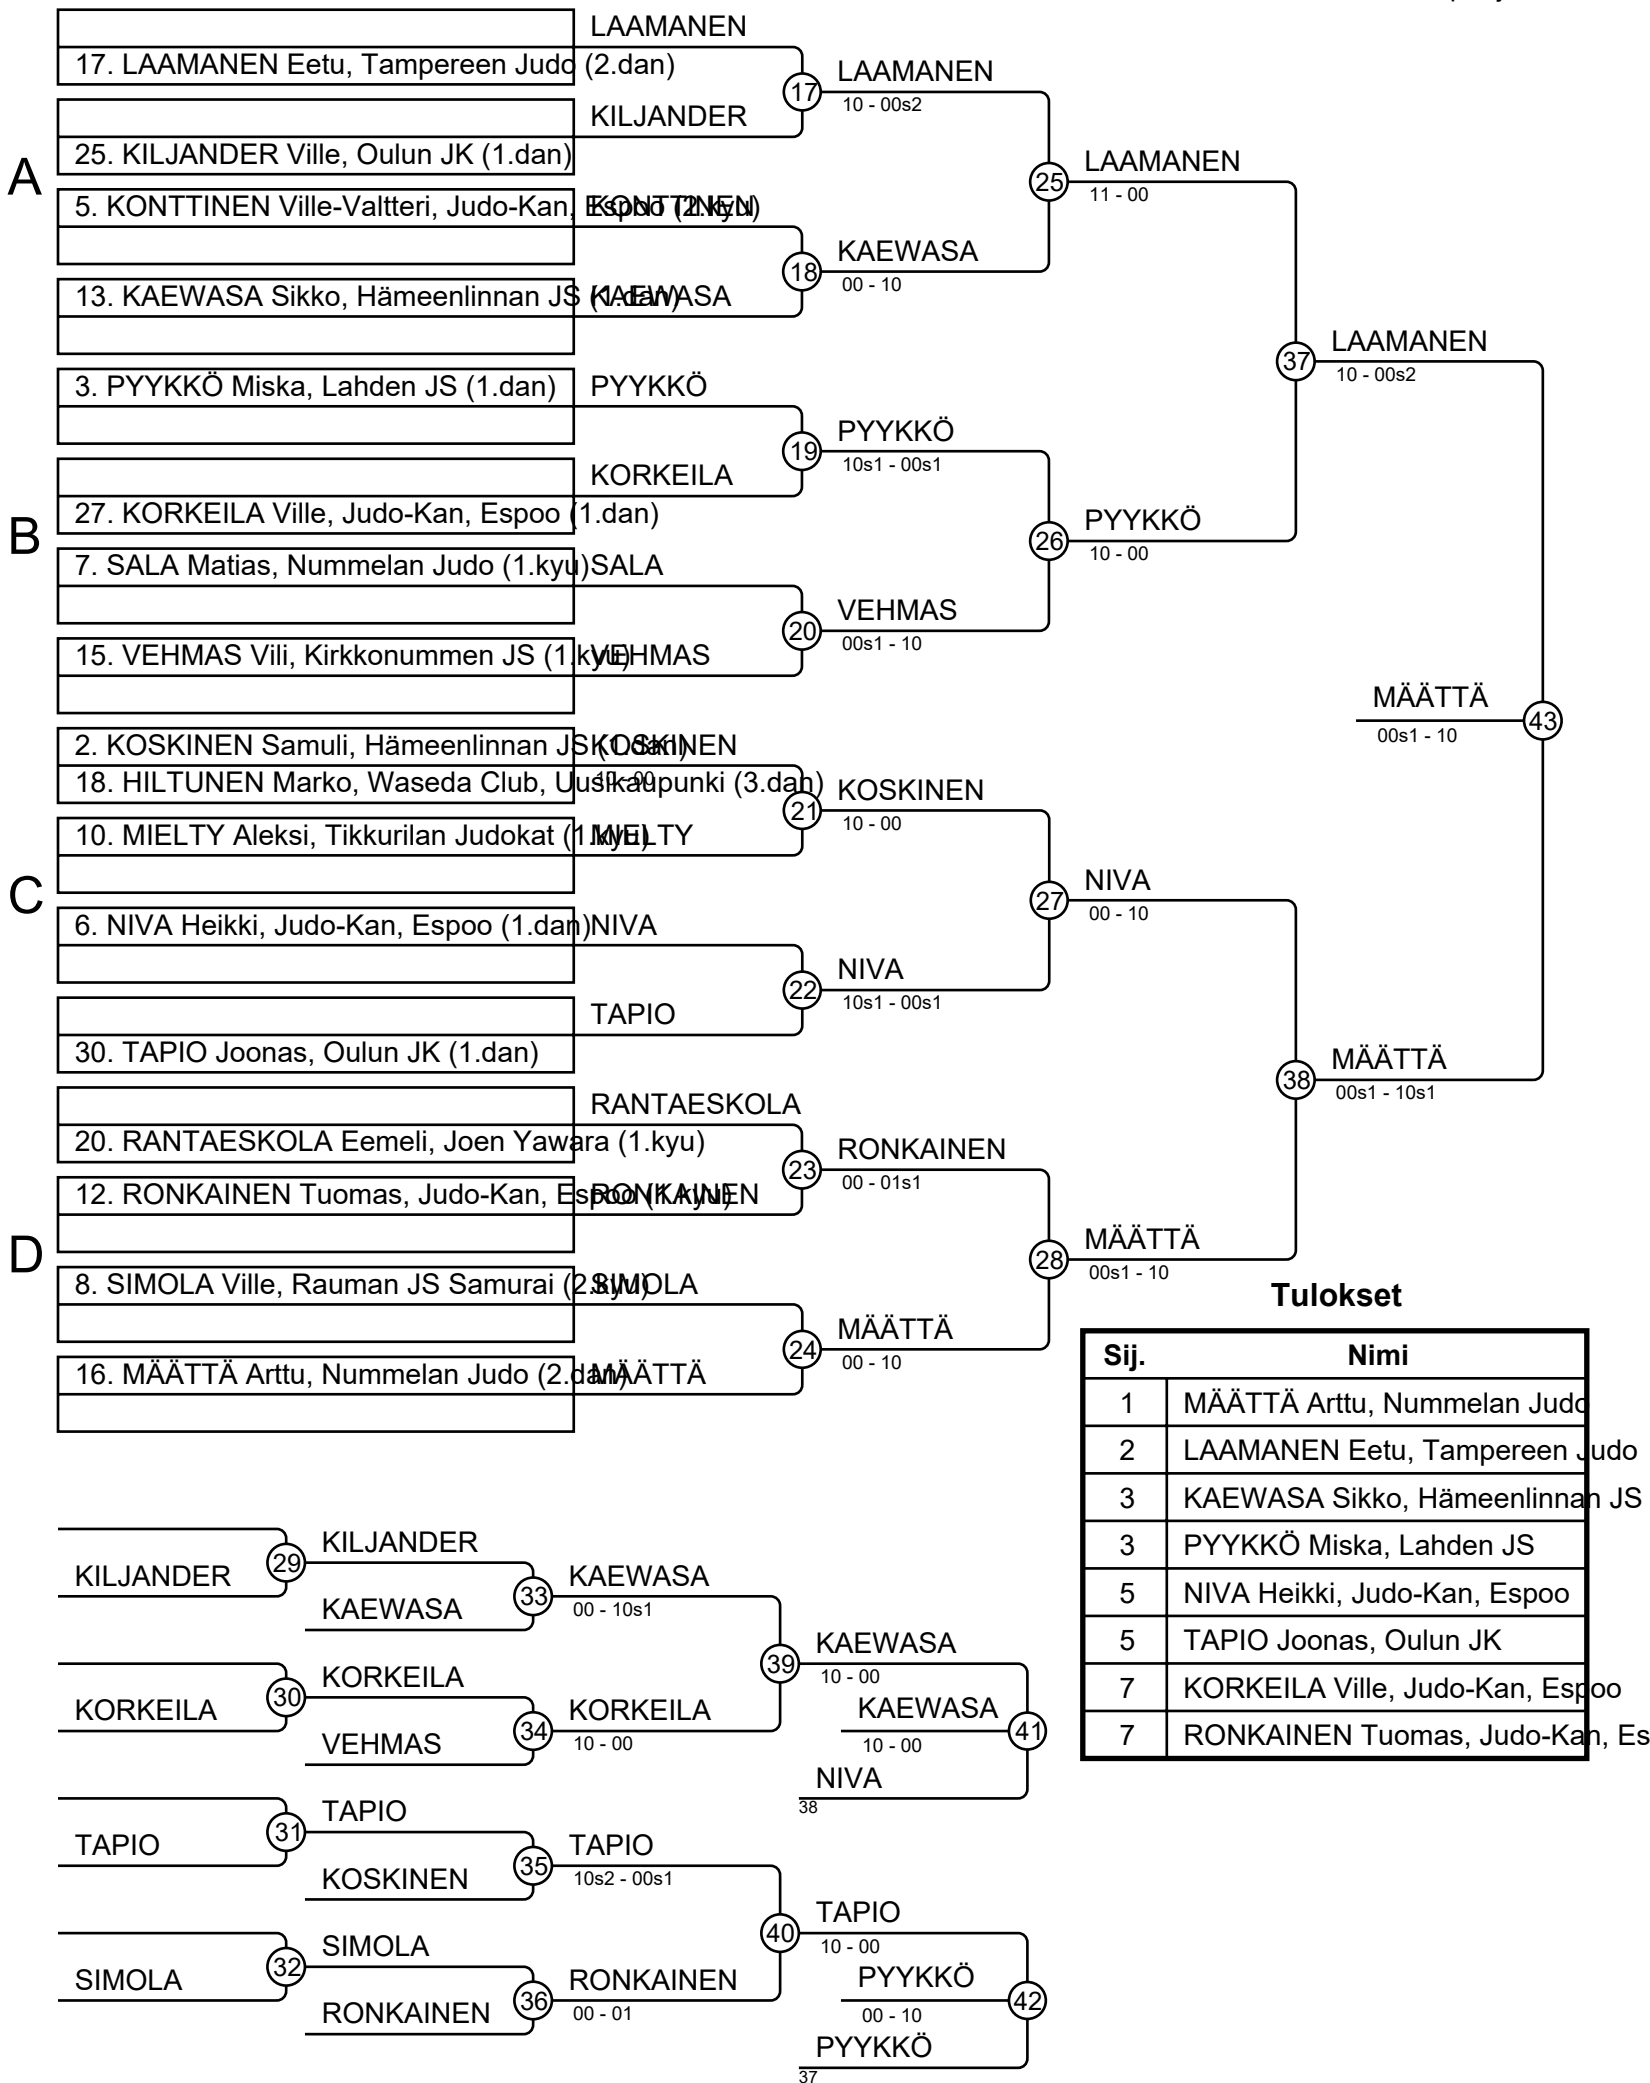 LAAMANEN
17. LAAMANEN Eetu, Tampereen Judo (2.dan)
KILJANDER
25. KILJANDER Ville, Oulun JK (1.dan)
17
LAAMANEN
10 - 00s2
A
5. KONTTINEN Ville-Valtteri, Judo-Kan, Espoo (2.kyu)
KONTTINEN
13. KAEWASA Sikko, Hämeenlinnan JS (1.dan)
KAEWASA
18
KAEWASA
00 - 10
25
LAAMANEN
11 - 00
3. PYYKKÖ Miska, Lahden JS (1.dan)
PYYKKÖ
KORKEILA
27. KORKEILA Ville, Judo-Kan, Espoo (1.dan)
19
PYYKKÖ
10s1 - 00s1
B
7. SALA Matias, Nummelan Judo (1.kyu)
SALA
15. VEHMAS Vili, Kirkkonummen JS (1.kyu)
VEHMAS
20
VEHMAS
00s1 - 10
26
PYYKKÖ
10 - 00
37
LAAMANEN
10 - 00s2
2. KOSKINEN Samuli, Hämeenlinnan JS (1.dan)
KOSKINEN
18. HILTUNEN Marko, Waseda Club, Uusikaupunki (3.dan)
10 - 00
10. MIELTY Aleksi, Tikkurilan Judokat (1.kyu)
MIELTY
21
KOSKINEN
10 - 00
C
6. NIVA Heikki, Judo-Kan, Espoo (1.dan)
NIVA
TAPIO
30. TAPIO Joonas, Oulun JK (1.dan)
22
NIVA
10s1 - 00s1
27
NIVA
00 - 10
RANTAESKOLA
20. RANTAESKOLA Eemeli, Joen Yawara (1.kyu)
12. RONKAINEN Tuomas, Judo-Kan, Espoo (1.kyu)
RONKAINEN
23
RONKAINEN
00 - 01s1
D
8. SIMOLA Ville, Rauman JS Samurai (2.kyu)
SIMOLA
16. MÄÄTTÄ Arttu, Nummelan Judo (2.dan)
MÄÄTTÄ
24
MÄÄTTÄ
00 - 10
28
MÄÄTTÄ
00s1 - 10
38
MÄÄTTÄ
00s1 - 10s1
MÄÄTTÄ
43
00s1 - 10
Tulokset
Sij. Nimi
1 MÄÄTTÄ Arttu, Nummelan Judo
2 LAAMANEN Eetu, Tampereen Judo
3 KAEWASA Sikko, Hämeenlinnan JS
3 PYYKKÖ Miska, Lahden JS
5 NIVA Heikki, Judo-Kan, Espoo
5 TAPIO Joonas, Oulun JK
7 KORKEILA Ville, Judo-Kan, Espoo
7 RONKAINEN Tuomas, Judo-Kan, Es
KILJANDER
29
KILJANDER
KAEWASA
33
KAEWASA
00 - 10s1
KORKEILA
30
KORKEILA
VEHMAS
34
KORKEILA
10 - 00
39
KAEWASA
10 - 00
KAEWASA
41
10 - 00
NIVA
38
TAPIO
31
TAPIO
KOSKINEN
35
TAPIO
10s2 - 00s1
SIMOLA
32
SIMOLA
RONKAINEN
36
RONKAINEN
00 - 01
40
TAPIO
10 - 00
PYYKKÖ
42
00 - 10
PYYKKÖ
37